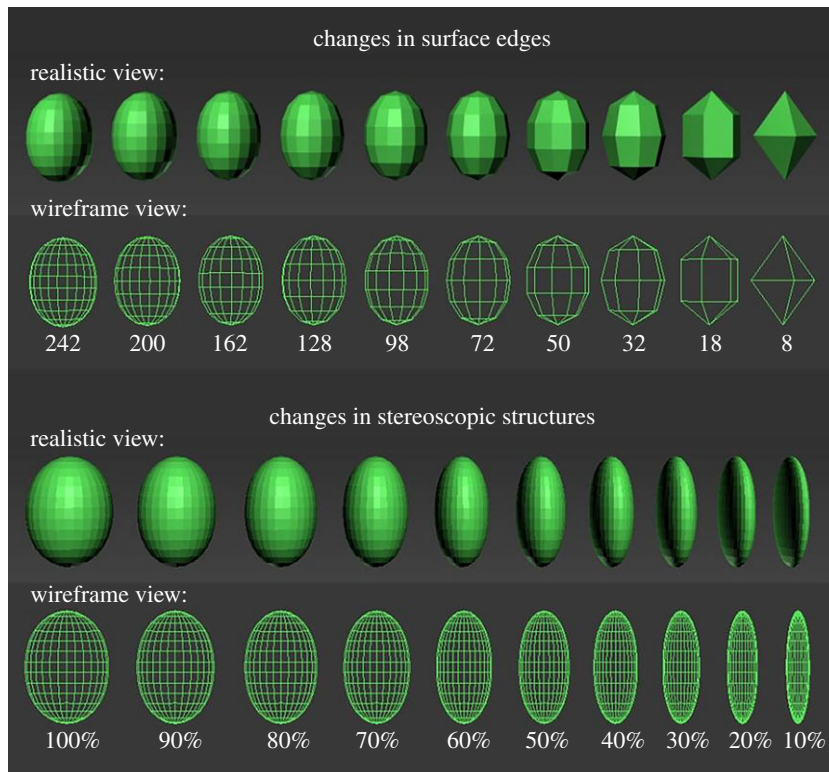 changes in surface edges
realistic view:
wireframe view:
242 200 162 128 98 72 50 32 18 8
changes in stereoscopic structures
realistic view:
wireframe view:
100% 90% 80% 70% 60% 50% 40% 30% 20% 10%